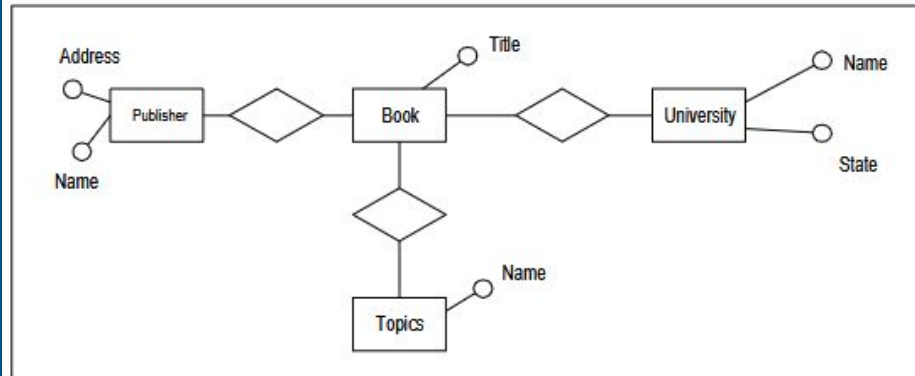 Title
Address
Name
Publisher
Book
University
Name
State
Name
Topics